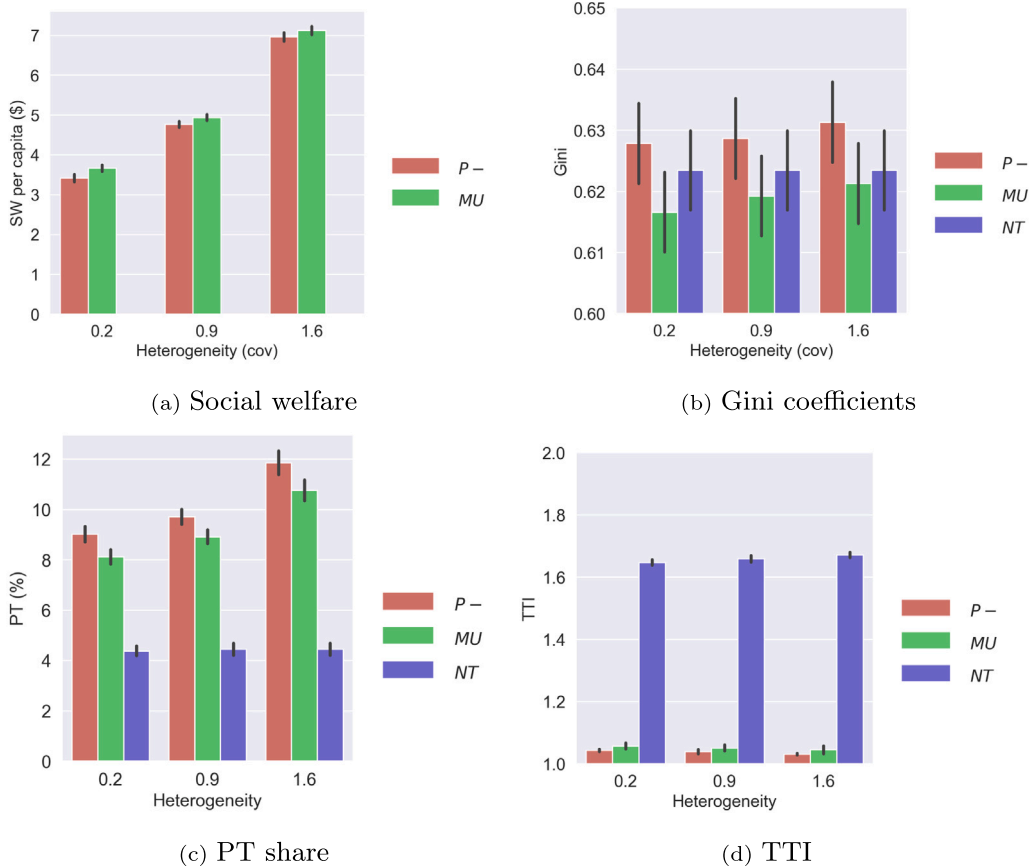 7
6
5
4
3
2
1
0
SW per capita ($)
0.2 0.9 1.6
Heterogeneity (cov)
P −
MU
(a) Social welfare
0.65
0.64
0.63
0.62
0.61
0.60
Gini
0.2 0.9 1.6
Heterogeneity (cov)
P −
MU
NT
(b) Gini coefficients
12
10
8
6
4
2
0
PT (%)
0.2 0.9 1.6
Heterogeneity
P −
MU
NT
(c) PT share
2.0
1.8
1.6
1.4
1.2
1.0
TTI
0.2 0.9 1.6
Heterogeneity
P −
MU
NT
(d) TTI